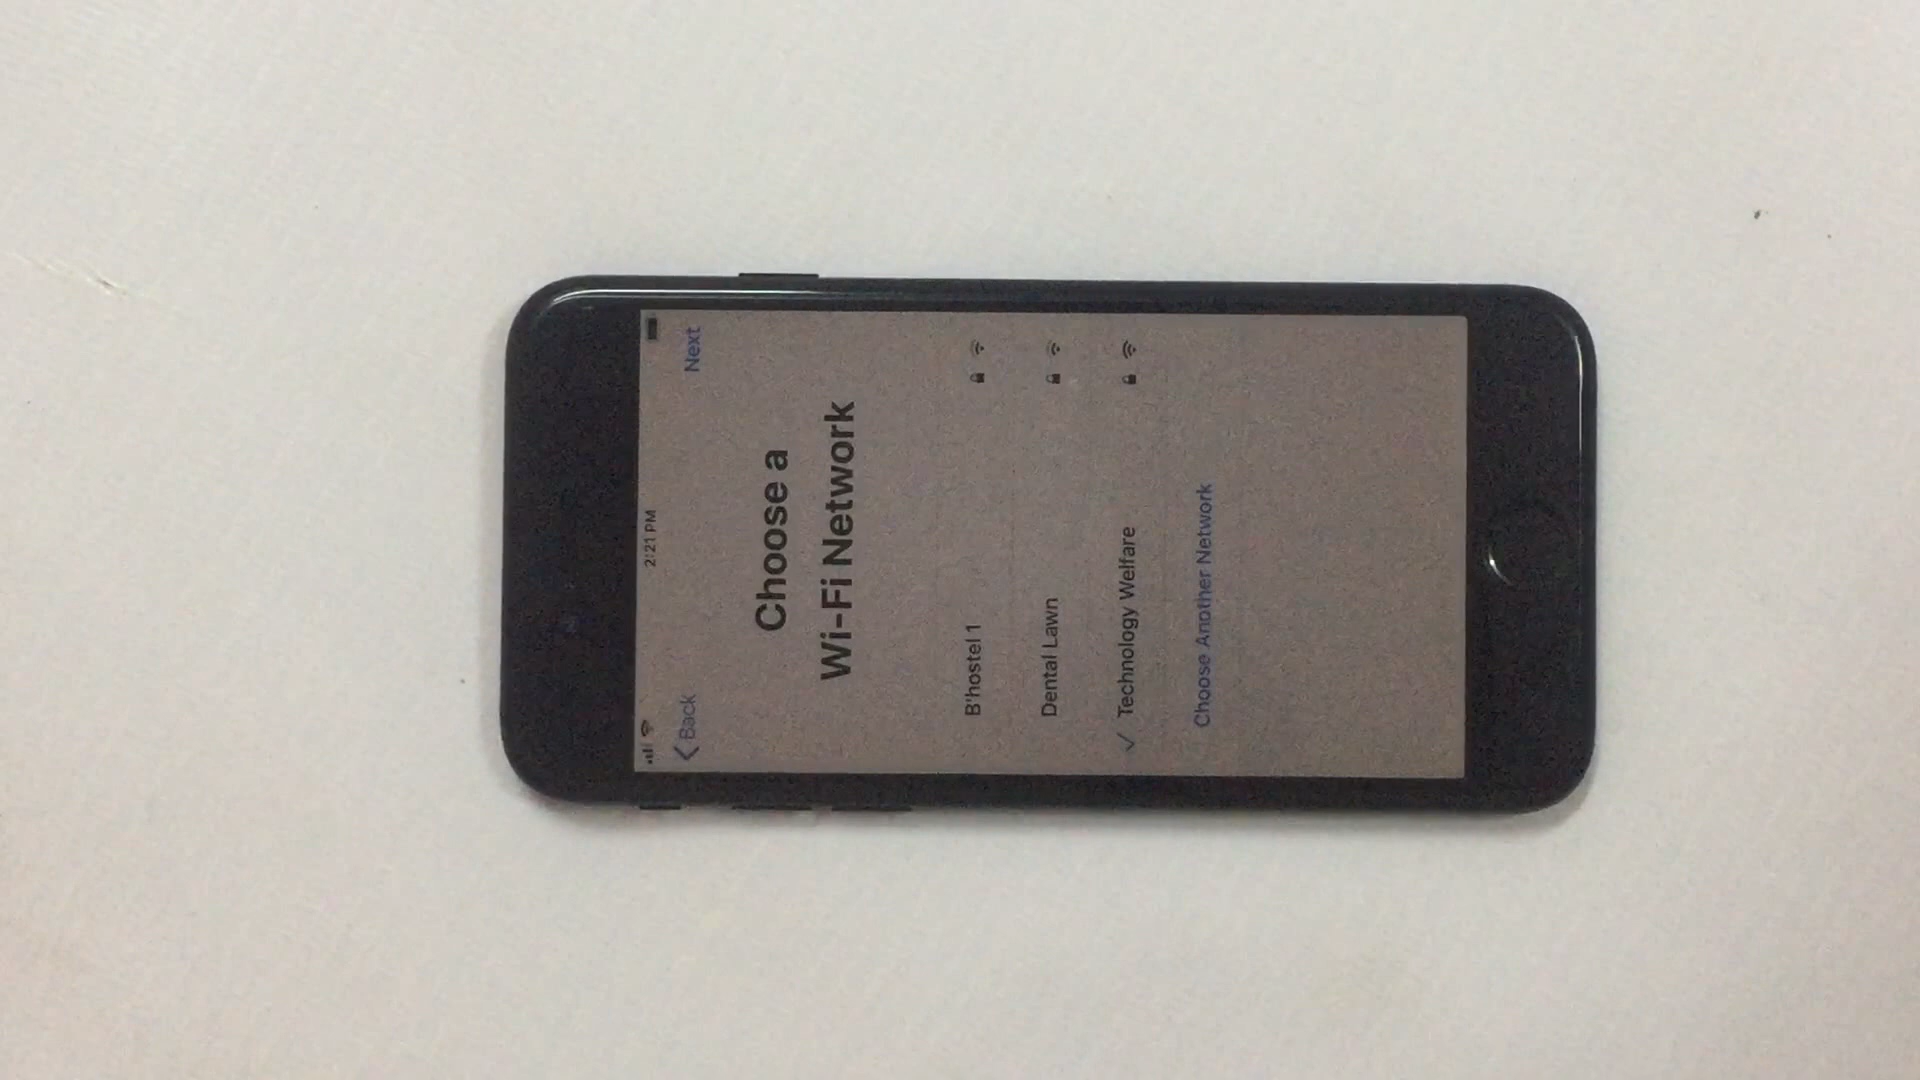 2:21 PM
Back
Next
Choose a
Wi-Fi Network
B'hostel 1
Dental Lawn
✓ Technology Welfare
Choose Another Network